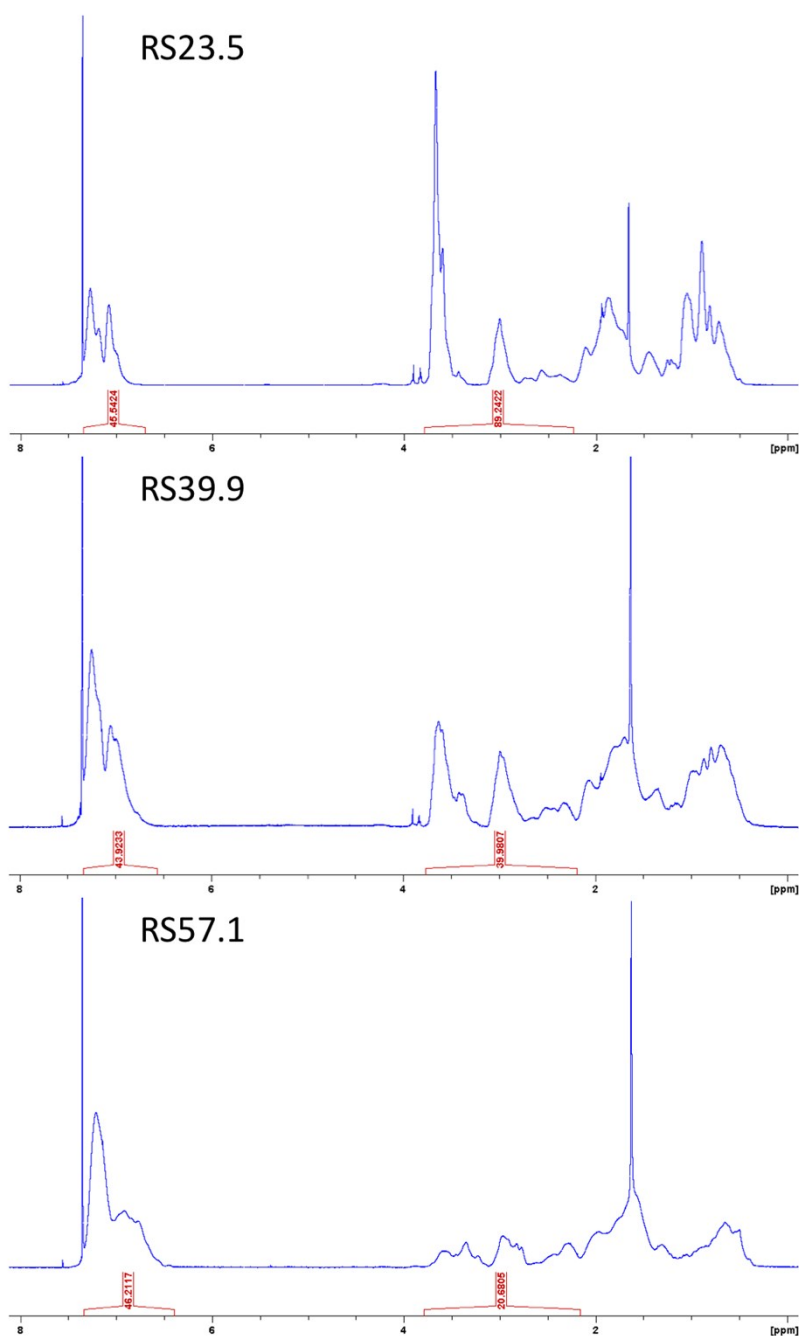 RS23.5
45.5424
89.2422
8 6 4 2 [ppm]
RS39.9
43.9233
39.9807
8 6 4 2 [ppm]
RS57.1
46.2117
20.6805
8 6 4 2 [ppm]